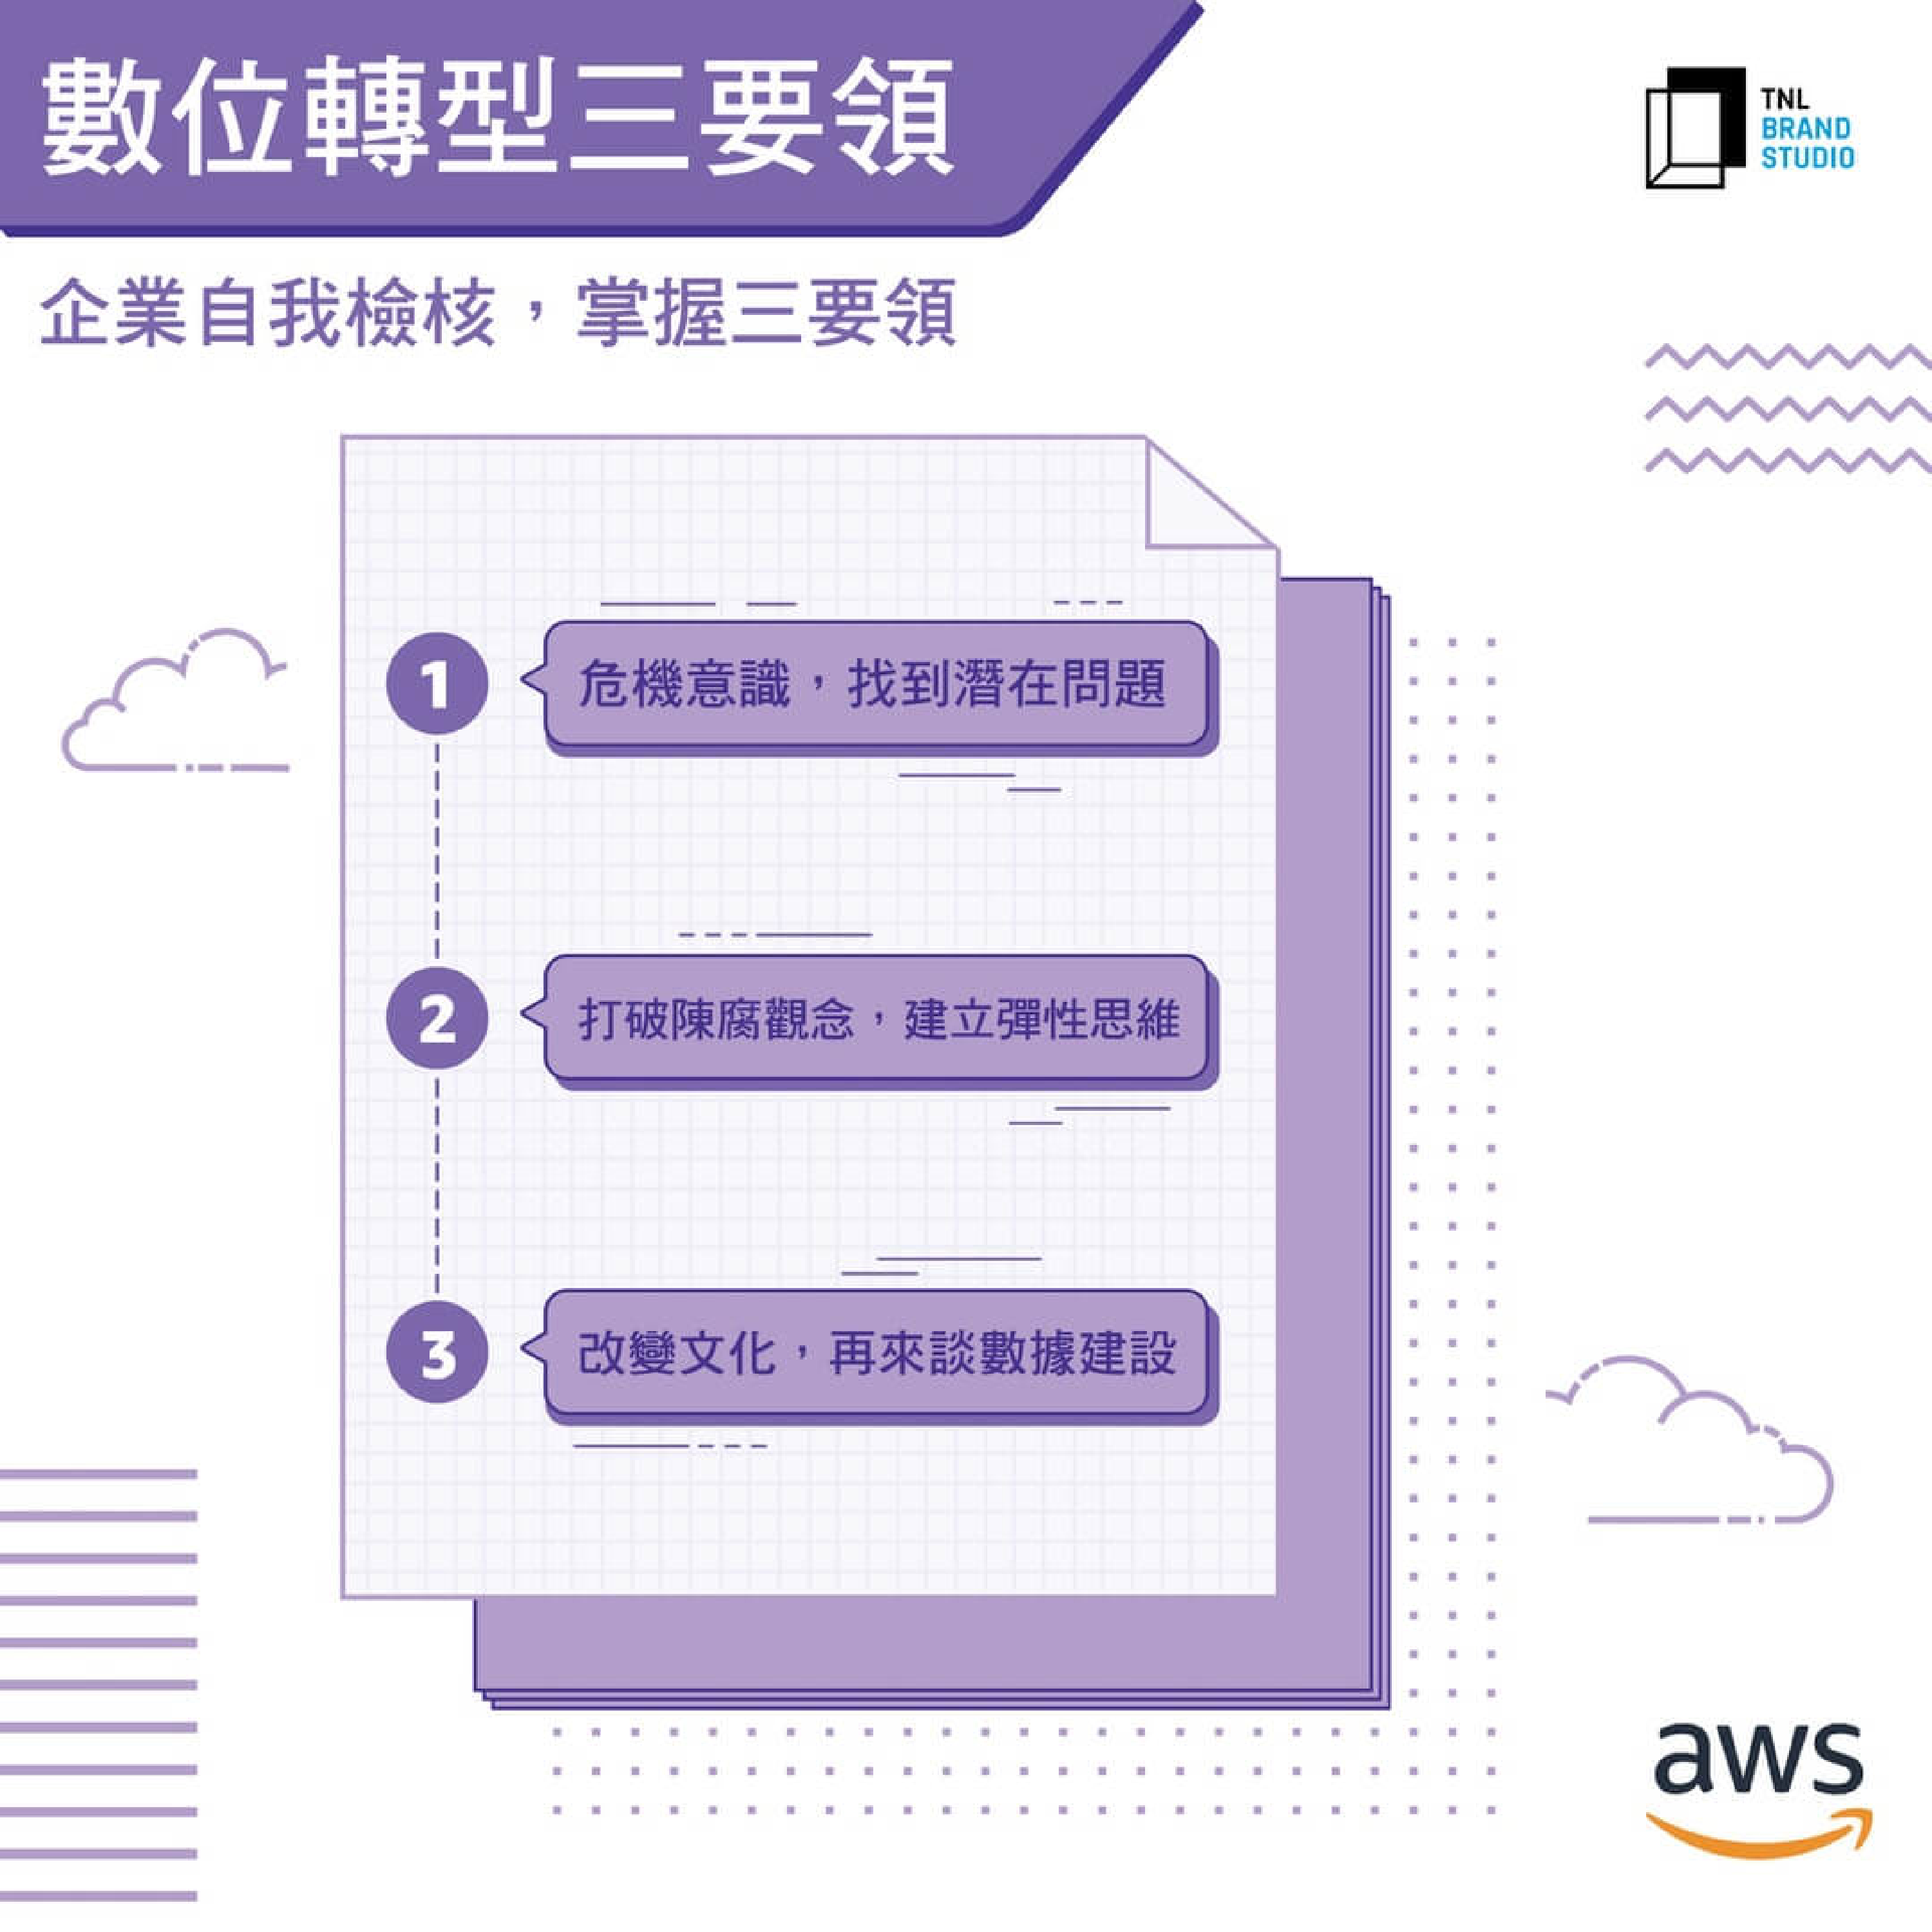 數位轉型三要領
TNL
BRAND
STUDIO
企業自我檢核，掌握三要領
1
危機意識，找到潛在問題
2
打破陳腐觀念，建立彈性思維
3
改變文化，再來談數據建設
aws